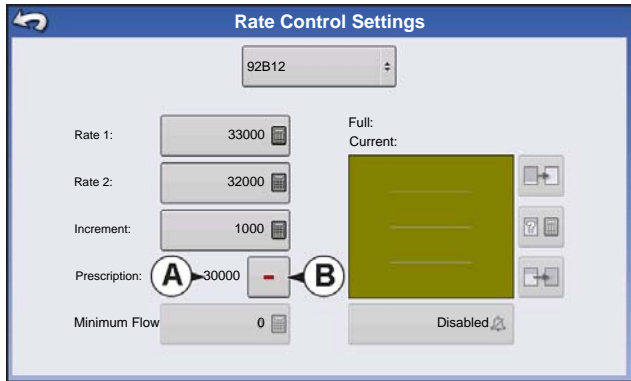 Rate Control Settings
92B12
Rate 1: 33000
Rate 2: 32000
Increment: 1000
Prescription: A 30000 - B
Minimum Flow 0
Full:
Current:
Disabled